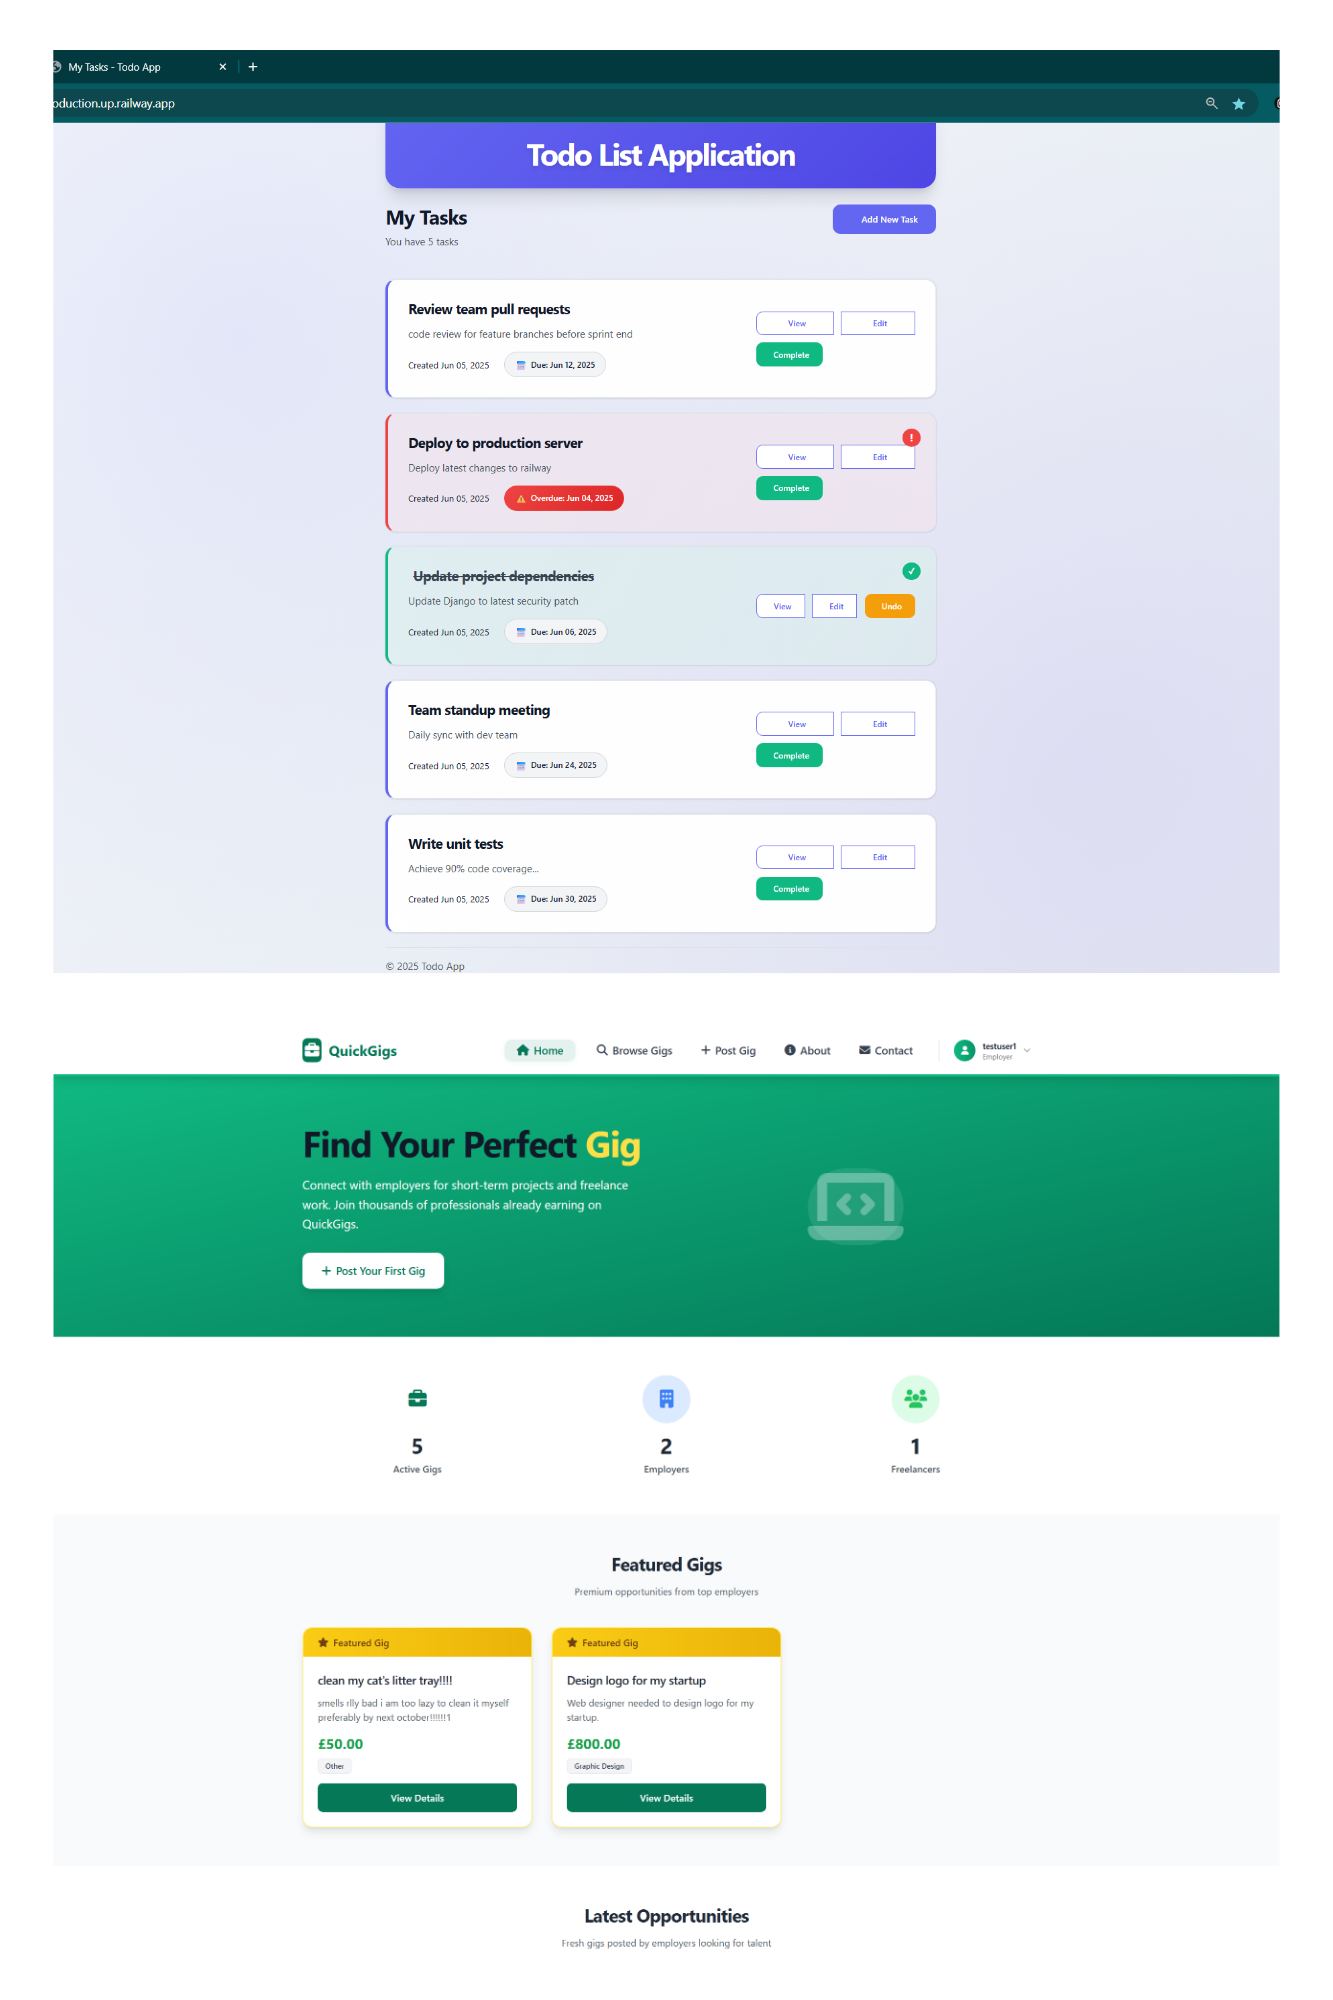 My Tasks - Todo App
oduction.up.railway.app
Todo List Application
My Tasks
Add New Task
You have 5 tasks
Review team pull requests
code review for feature branches before sprint end
Created Jun 05, 2025
Due: Jun 12, 2025
View
Edit
Complete
Deploy to production server
Deploy latest changes to railway
Created Jun 05, 2025
Overdue: Jun 04, 2025
View
Edit
Complete
Update project dependencies
Update Django to latest security patch
Created Jun 05, 2025
Due: Jun 06, 2025
View
Edit
Undo
Team standup meeting
Daily sync with dev team
Created Jun 05, 2025
Due: Jun 24, 2025
View
Edit
Complete
Write unit tests
Achieve 90% code coverage...
Created Jun 05, 2025
Due: Jun 30, 2025
View
Edit
Complete
© 2025 Todo App
QuickGigs
Home
Browse Gigs
Post Gig
About
Contact
testuser1
Employer
Find Your Perfect Gig
Connect with employers for short-term projects and freelance
work. Join thousands of professionals already earning on
QuickGigs.
+ Post Your First Gig
5
Active Gigs
2
Employers
1
Freelancers
Featured Gigs
Premium opportunities from top employers
Featured Gig
clean my cat's litter tray!!!!
smells rlly bad i am too lazy to clean it myself
preferably by next october!!!!!!1
£50.00
Other
View Details
Featured Gig
Design logo for my startup
Web designer needed to design logo for my
startup.
£800.00
Graphic Design
View Details
Latest Opportunities
Fresh gigs posted by employers looking for talent